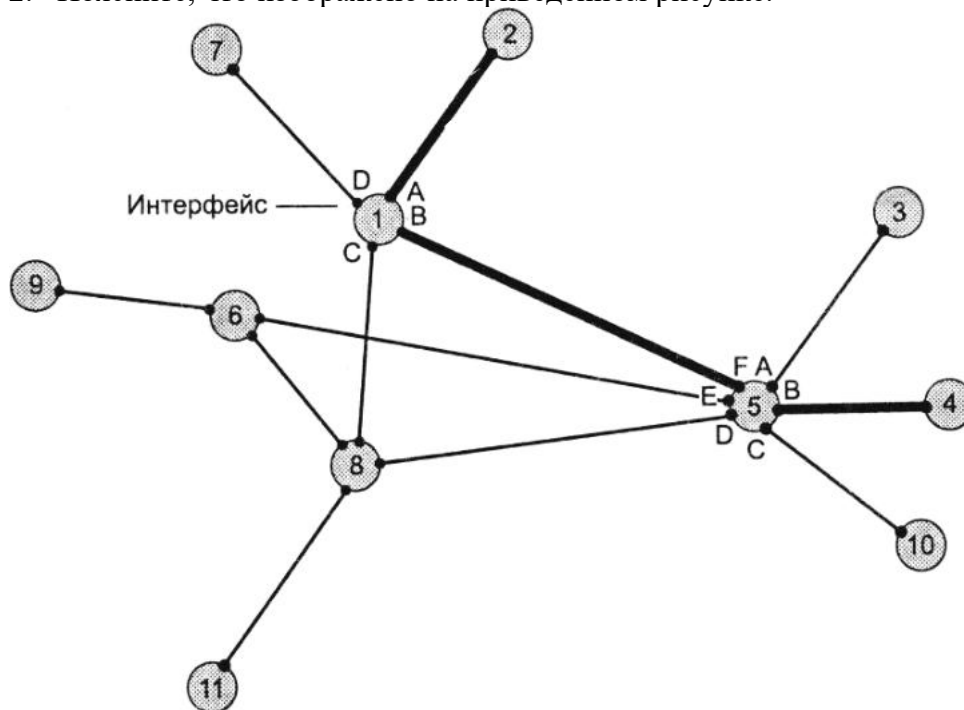 2. Поясните, что изображено на приведенном рисунке.
2
7
D
A
Интерфейс
1
B
C
3
9
6
F A
E
5
B
4
D
C
8
10
11